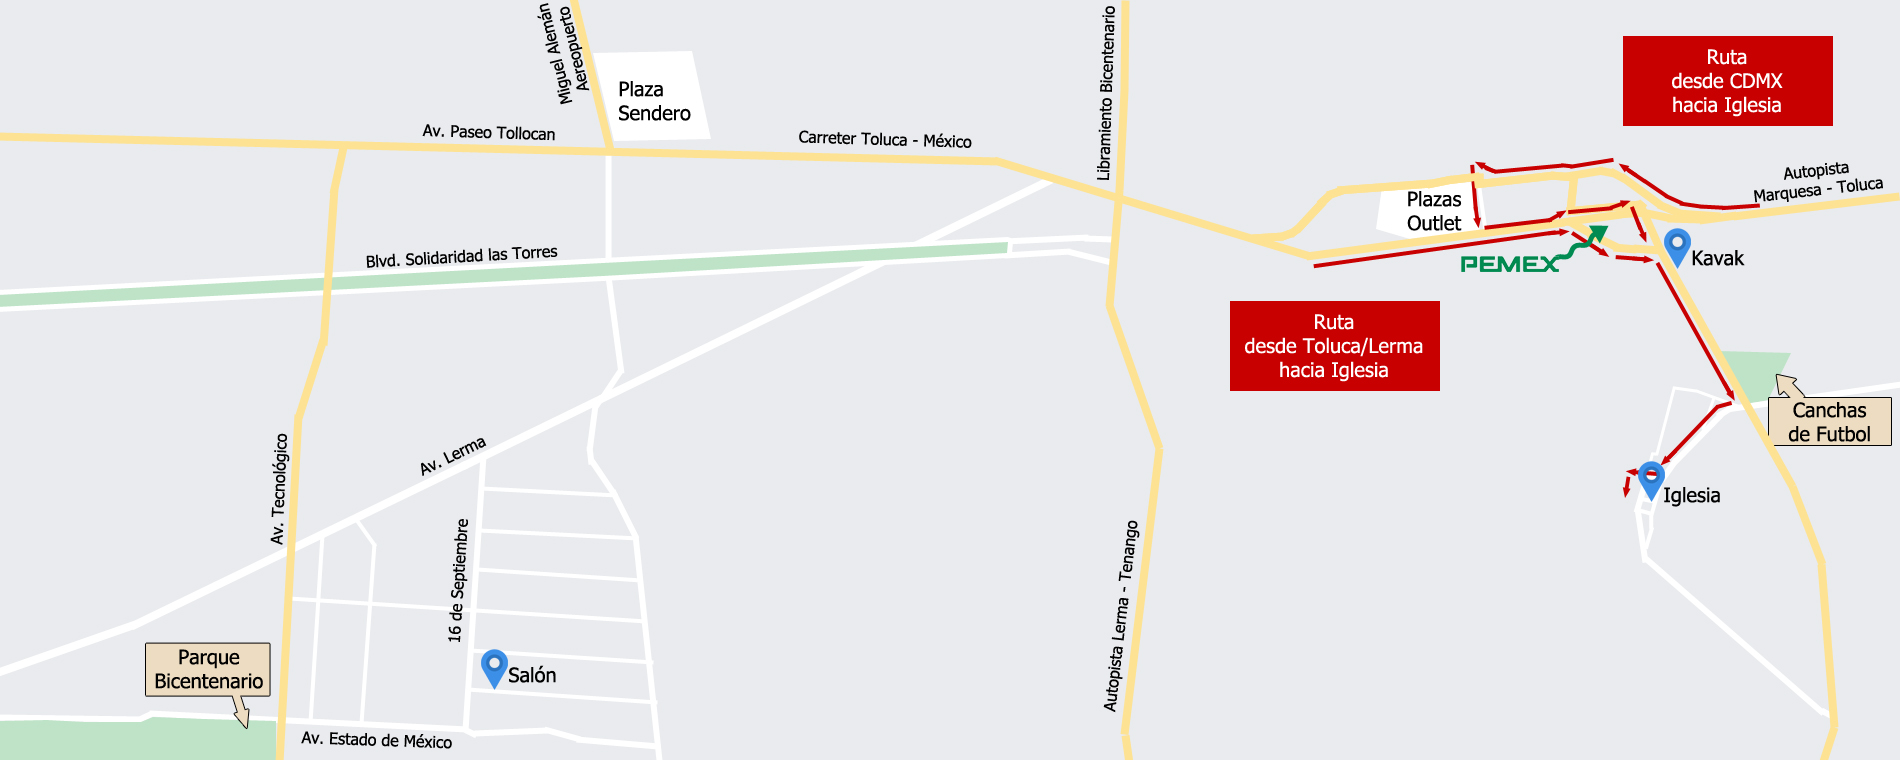 Miguel Alemán
Aereopuerto
Plaza
Sendero
Av. Paseo Tollocan
Carreter Toluca - México
Libramiento Bicentenario
Ruta
desde CDMX
hacia Iglesia
Autopista
Marquesa - Toluca
Plazas
Outlet
PEMEX
Kavak
Blvd. Solidaridad las Torres
Ruta
desde Toluca/Lerma
hacia Iglesia
Canchas
de Futbol
Av. Lerma
Av. Tecnológico
Iglesia
16 de Septiembre
Autopista Lerma - Tenango
Parque
Bicentenario
Salón
Av. Estado de México